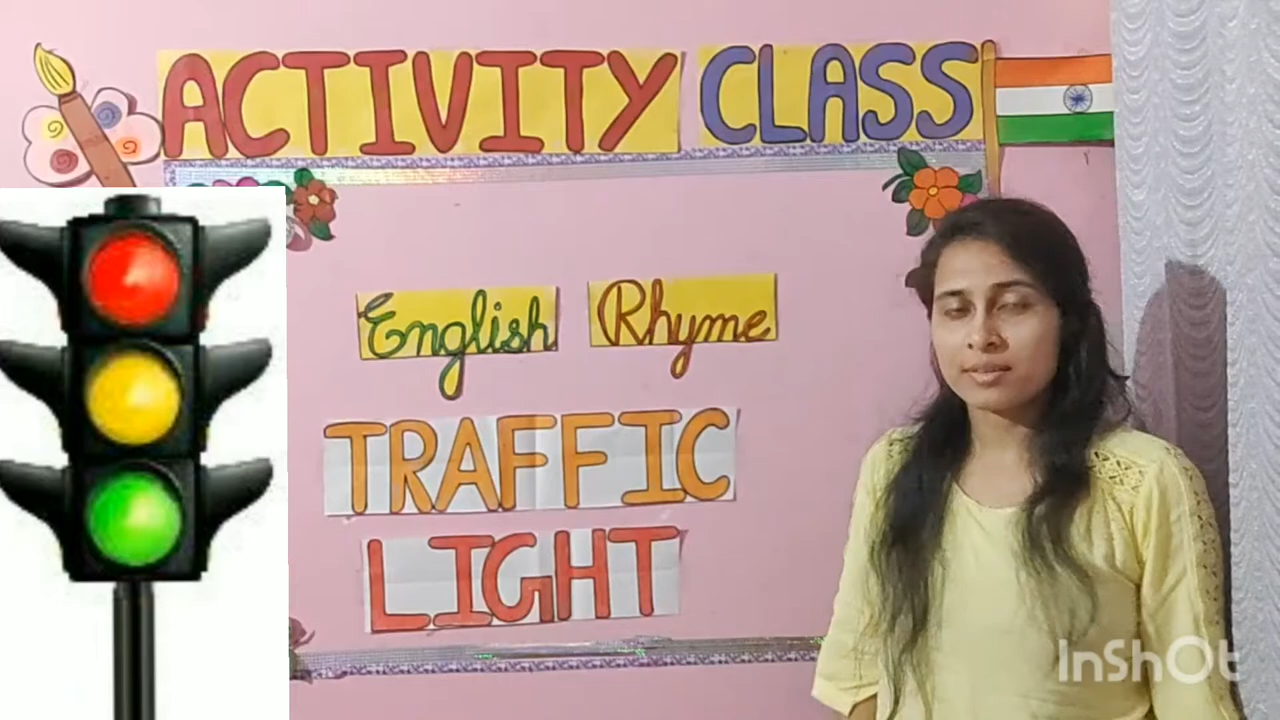 ACTIVITY CLASS
English Rhyme
TRAFFIC
LIGHT
InShOt